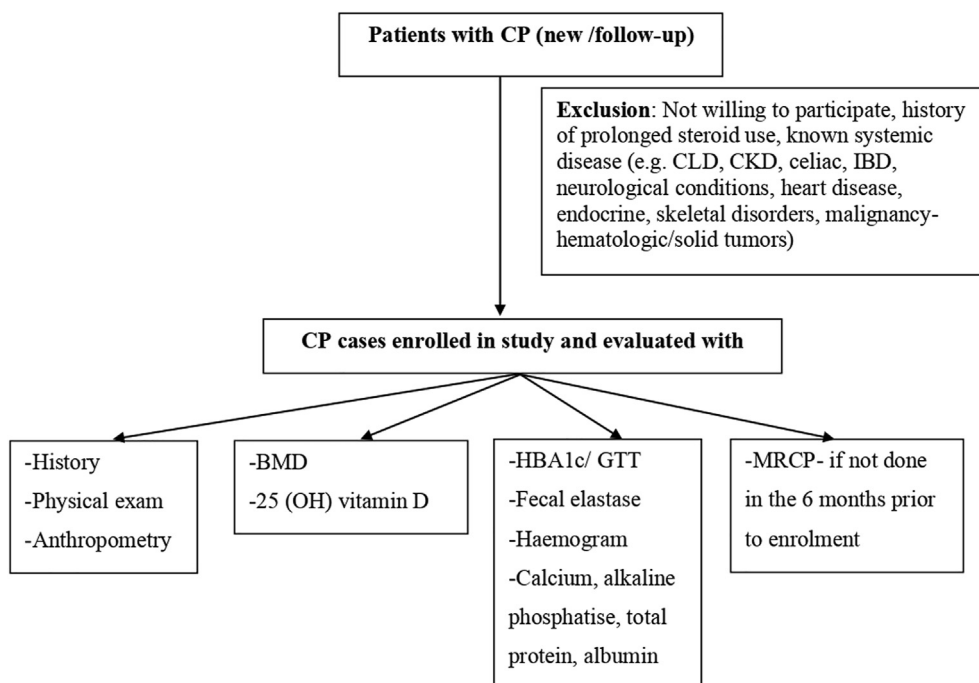 Patients with CP (new /follow-up)
Exclusion: Not willing to participate, history
of prolonged steroid use, known systemic
disease (e.g. CLD, CKD, celiac, IBD,
neurological conditions, heart disease,
endocrine, skeletal disorders, malignancy-
hematologic/solid tumors)
CP cases enrolled in study and evaluated with
-History
-Physical exam
-Anthropometry
-BMD
-25 (OH) vitamin D
-HBA1c/ GTT
-Fecal elastase
-Haemogram
-Calcium, alkaline
phosphatise, total
protein, albumin
-MRCP- if not done
in the 6 months prior
to enrolment